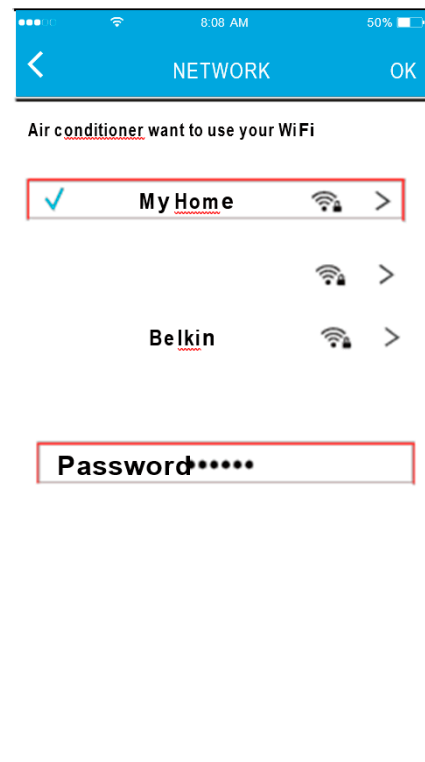 8:08 AM 50%
NETWORK OK
Air conditioner want to use your WiFi
My Home
Belkin
Password••••••